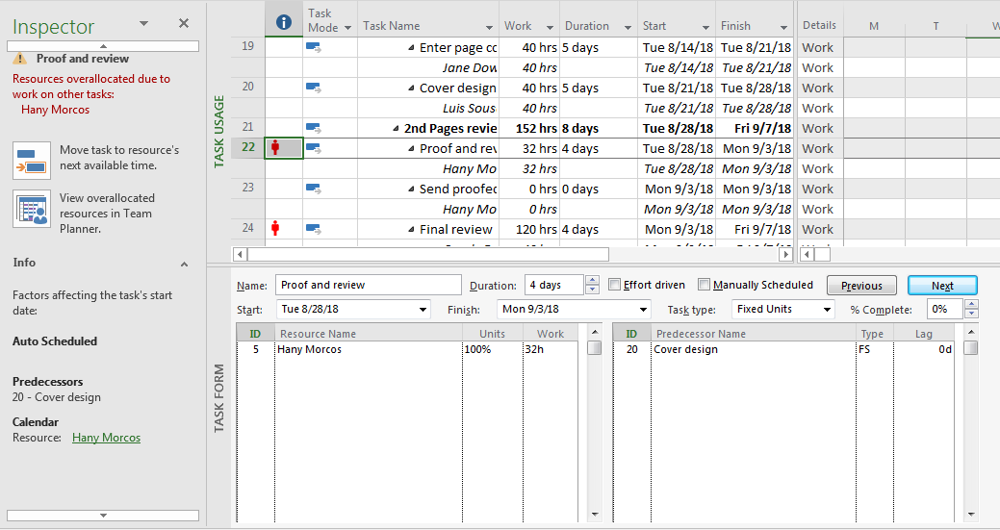 Inspector
Proof and review
Resources overallocated due to
work on other tasks:
Hany Morcos
Move task to resource's
next available time.
View overallocated
resources in Team
Planner.
Info
Factors affecting the task's start
date:
Auto Scheduled
Predecessors
20 - Cover design
Calendar
Resource: Hany Morcos
TASK USAGE
Task Mode Task Name Work Duration Start Finish Details M T W
19 Enter page co 40 hrs 5 days Tue 8/14/18 Tue 8/21/18 Work
Jane Dow 40 hrs Tue 8/14/18 Tue 8/21/18 Work
20 Cover design 40 hrs 5 days Tue 8/21/18 Tue 8/28/18 Work
Luis Sous 40 hrs Tue 8/21/18 Tue 8/28/18 Work
21 2nd Pages revie 152 hrs 8 days Tue 8/28/18 Fri 9/7/18 Work
22 Proof and rev 32 hrs 4 days Tue 8/28/18 Mon 9/3/18 Work
Hany Mo 32 hrs Tue 8/28/18 Mon 9/3/18 Work
23 Send proofed 0 hrs 0 days Mon 9/3/18 Mon 9/3/18 Work
Hany Mo 0 hrs Mon 9/3/18 Mon 9/3/18 Work
24 Final review 120 hrs 4 days Mon 9/3/18 Fri 9/7/18 Work
TASK FORM
Name: Proof and review Duration: 4 days Effort driven Manually Scheduled Previous Next
Start: Tue 8/28/18 Finish: Mon 9/3/18 Task type: Fixed Units % Complete: 0%
ID Resource Name Units Work ID Predecessor Name Type Lag
5 Hany Morcos 100% 32h 20 Cover design FS 0d